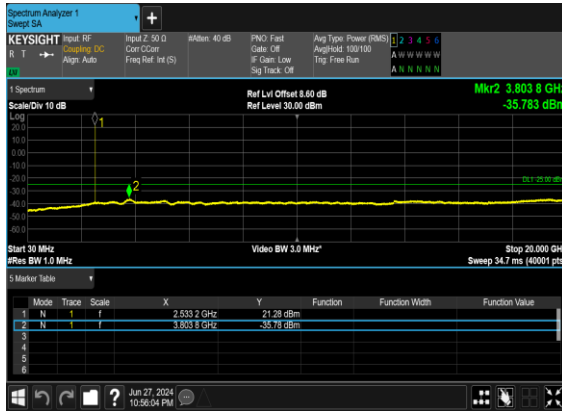 Spectrum Analyzer 1
Swept SA
+
KEYSIGHT Input: RF Input Z: 50 Ω #Atten: 40 dB PNO: Fast Avg Type: Power (RMS) 1 2 3 4 5 6
R T Coupling: DC Corr CCorr Gate: Off Avg|Hold: 100/100 A W W W W W
Align: Auto Freq Ref: Int (S) IF Gain: Low Trig: Free Run
Sig Track: Off A N N N N N
1 Spectrum Ref Lvl Offset 8.60 dB Mkr2 3.803 8 GHz
Scale/Div 10 dB Ref Level 30.00 dBm -35.783 dBm
Log
20.0
10.0
0.00
-10.0
-20.0
-30.0
-40.0
-50.0
-60.0
1
2
DL1 -25.00 dBm
Start 30 MHz Video BW 3.0 MHz* Stop 20.000 GHz
#Res BW 1.0 MHz Sweep 34.7 ms (40001 pts)
5 Marker Table
Mode Trace Scale X Y Function Function Width Function Value
1 N 1 f 2.533 2 GHz 21.28 dBm
2 N 1 f 3.803 8 GHz -35.78 dBm
3
4
5
6
? Jun 27, 2024
10:56:04 PM